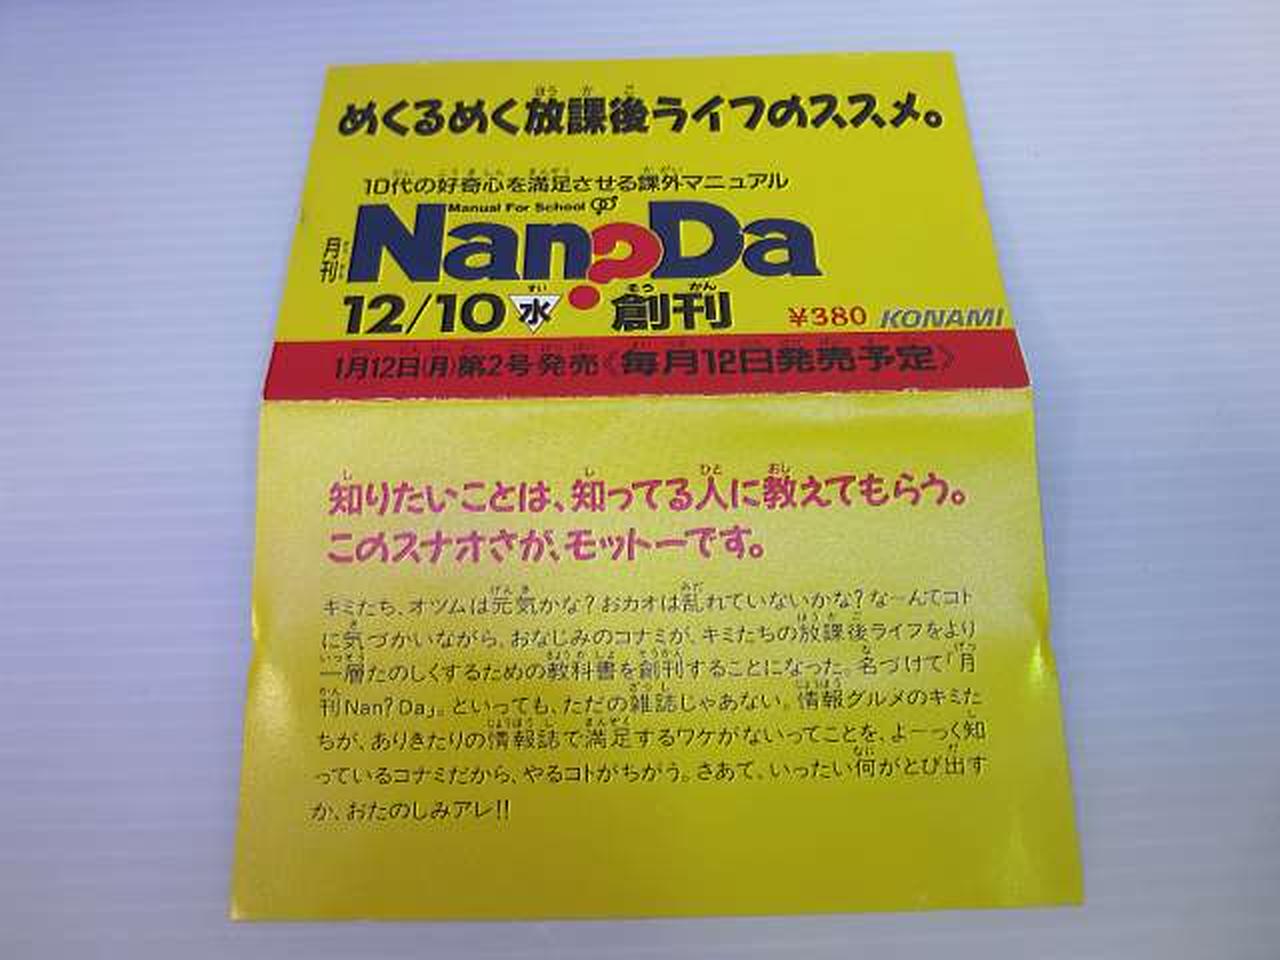 めくるめく放課後ライフのススメ。
10代の好奇心を満足させる課外マニュアル
Manual For School
月刊 Nan?Da
12/10 水 創刊 ¥380 KONAMI
1月12日(月)第2号発売《毎月12日発売予定》
知りたいことは、知ってる人に教えてもらう。
このスナオさが、モットーです。
キミたち、オツムは元気かな?おカオは乱れていないかな?なーんてコト
に気づかいながら、おなじみのコナミが、キミたちの放課後ライフをより
一層たのしくするための教科書を創刊することになった。名づけて「月
刊Nan?Da」。といっても、ただの雑誌じゃあない。情報グルメのキミた
ちが、ありきたりの情報誌で満足するワケがないってことを、よーっく知
っているコナミだから、やるコトがちがう。さあて、いったい何がとび出す
か、おたのしみアレ!!